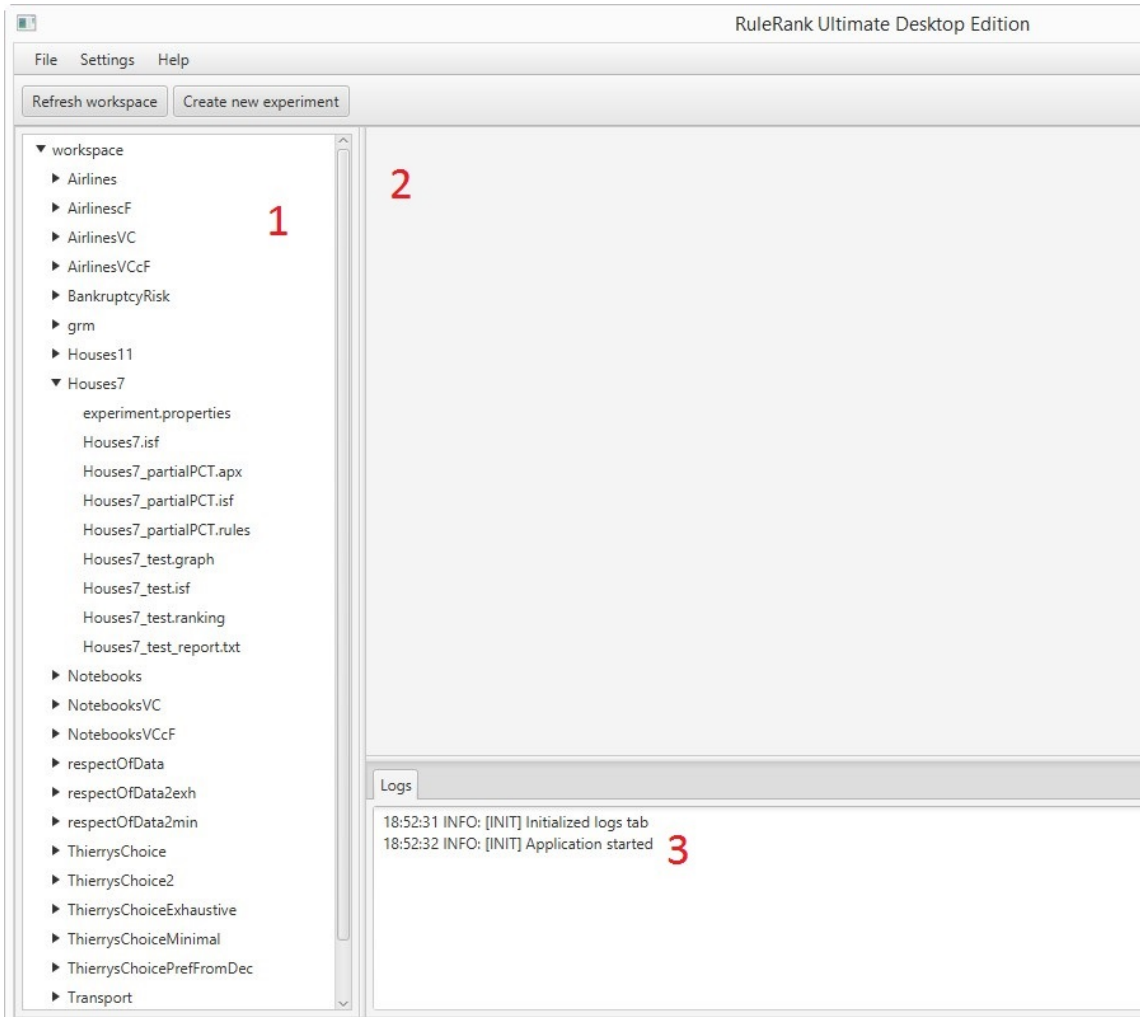 RuleRank Ultimate Desktop Edition
File Settings Help
Refresh workspace Create new experiment
workspace
Airlines
AirlinescF
AirlinesVC
AirlinesVCcF
BankruptcyRisk
grm
Houses11
Houses7
experiment.properties
Houses7.isf
Houses7_partialPCT.apx
Houses7_partialPCT.isf
Houses7_partialPCT.rules
Houses7_test.graph
Houses7_test.isf
Houses7_test.ranking
Houses7_test_report.txt
Notebooks
NotebooksVC
NotebooksVCcF
respectOfData
respectOfData2exh
respectOfData2min
ThierrysChoice
ThierrysChoice2
ThierrysChoiceExhaustive
ThierrysChoiceMinimal
ThierrysChoicePrefFromDec
Transport
1
2
Logs
18:52:31 INFO: [INIT] Initialized logs tab
18:52:32 INFO: [INIT] Application started
3